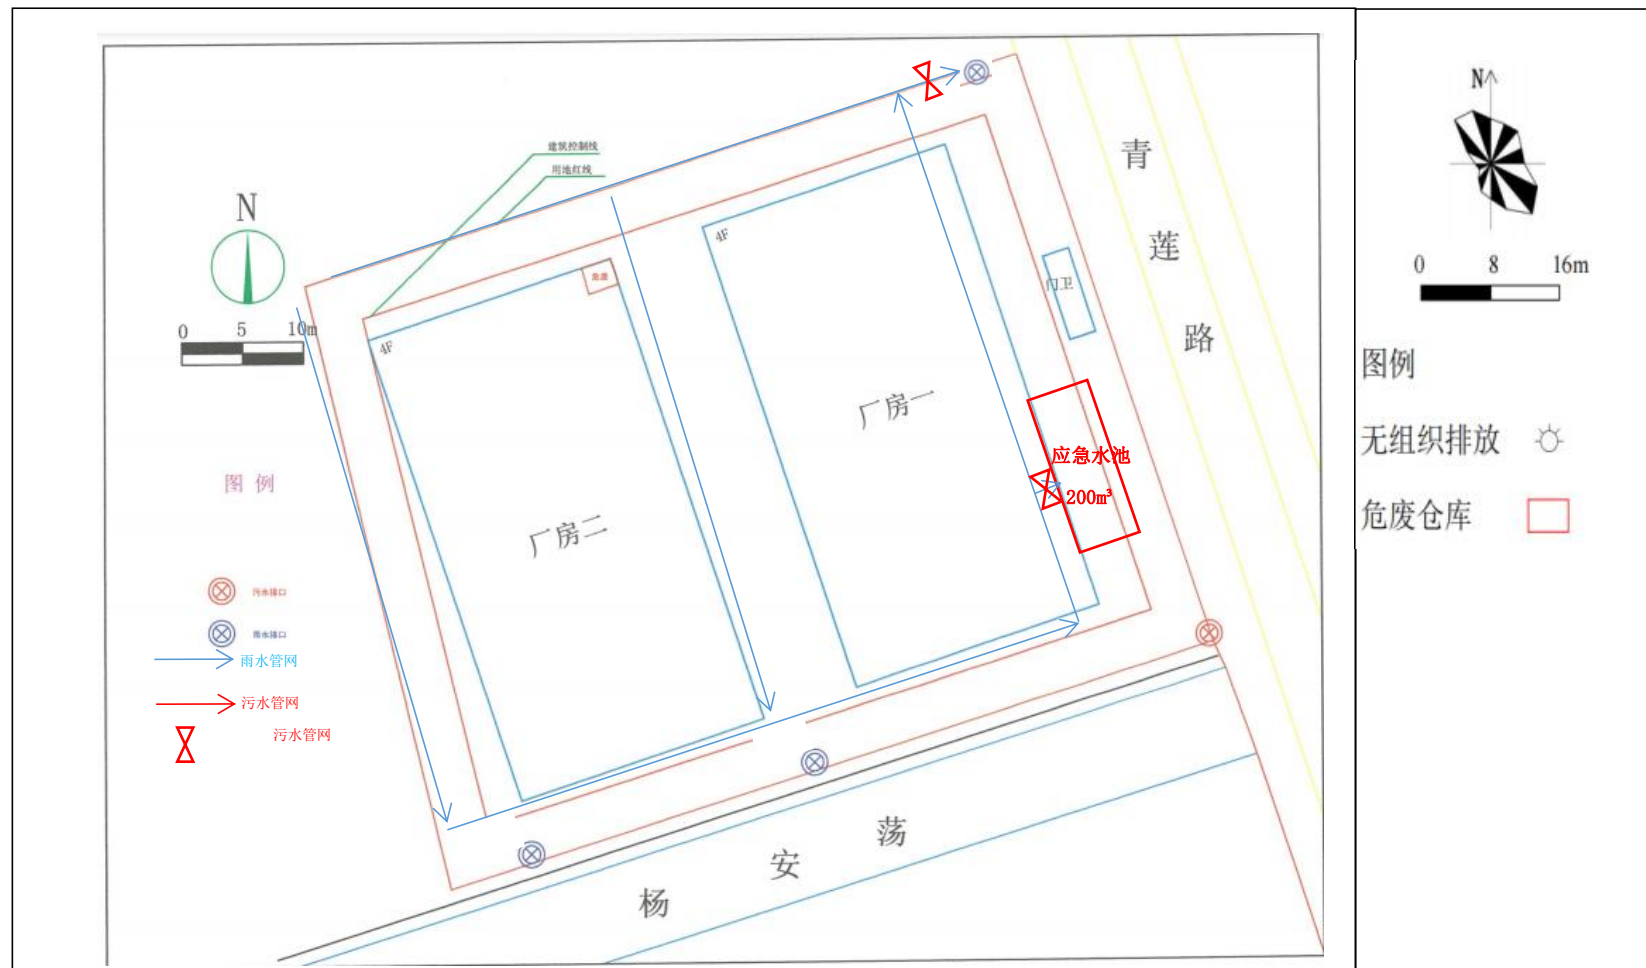 建筑控制线
用地红线
N
0 5 10m
4F
危废
4F
门卫
青
莲
路
厂房一
厂房二
应急水池
200m³
图 例
污水接口
雨水接口
雨水管网
污水管网
污水管网
杨
安
荡
N
0 8 16m
图例
无组织排放
危废仓库